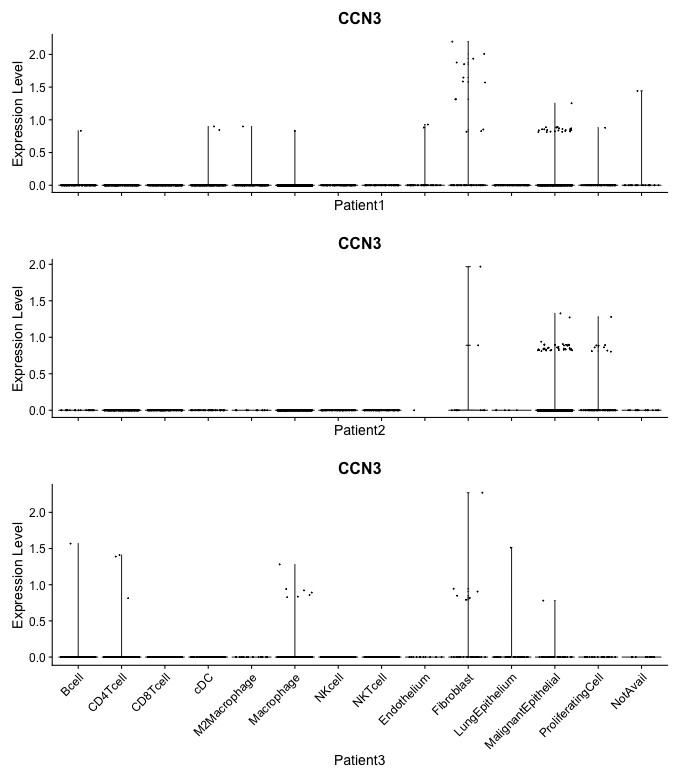 CCN3
Expression Level
2.0
1.5
1.0
0.5
0.0
Patient1
CCN3
Expression Level
2.0
1.5
1.0
0.5
0.0
Patient2
CCN3
Expression Level
2.0
1.5
1.0
0.5
0.0
Bcell
CD4Tcell
CD8Tcell
cDC
M2Macrophage
Macrophage
NKcell
NKTcell
Endothelium
Fibroblast
LungEpithelium
MalignantEpithelial
ProliferatingCell
NotAvail
Patient3